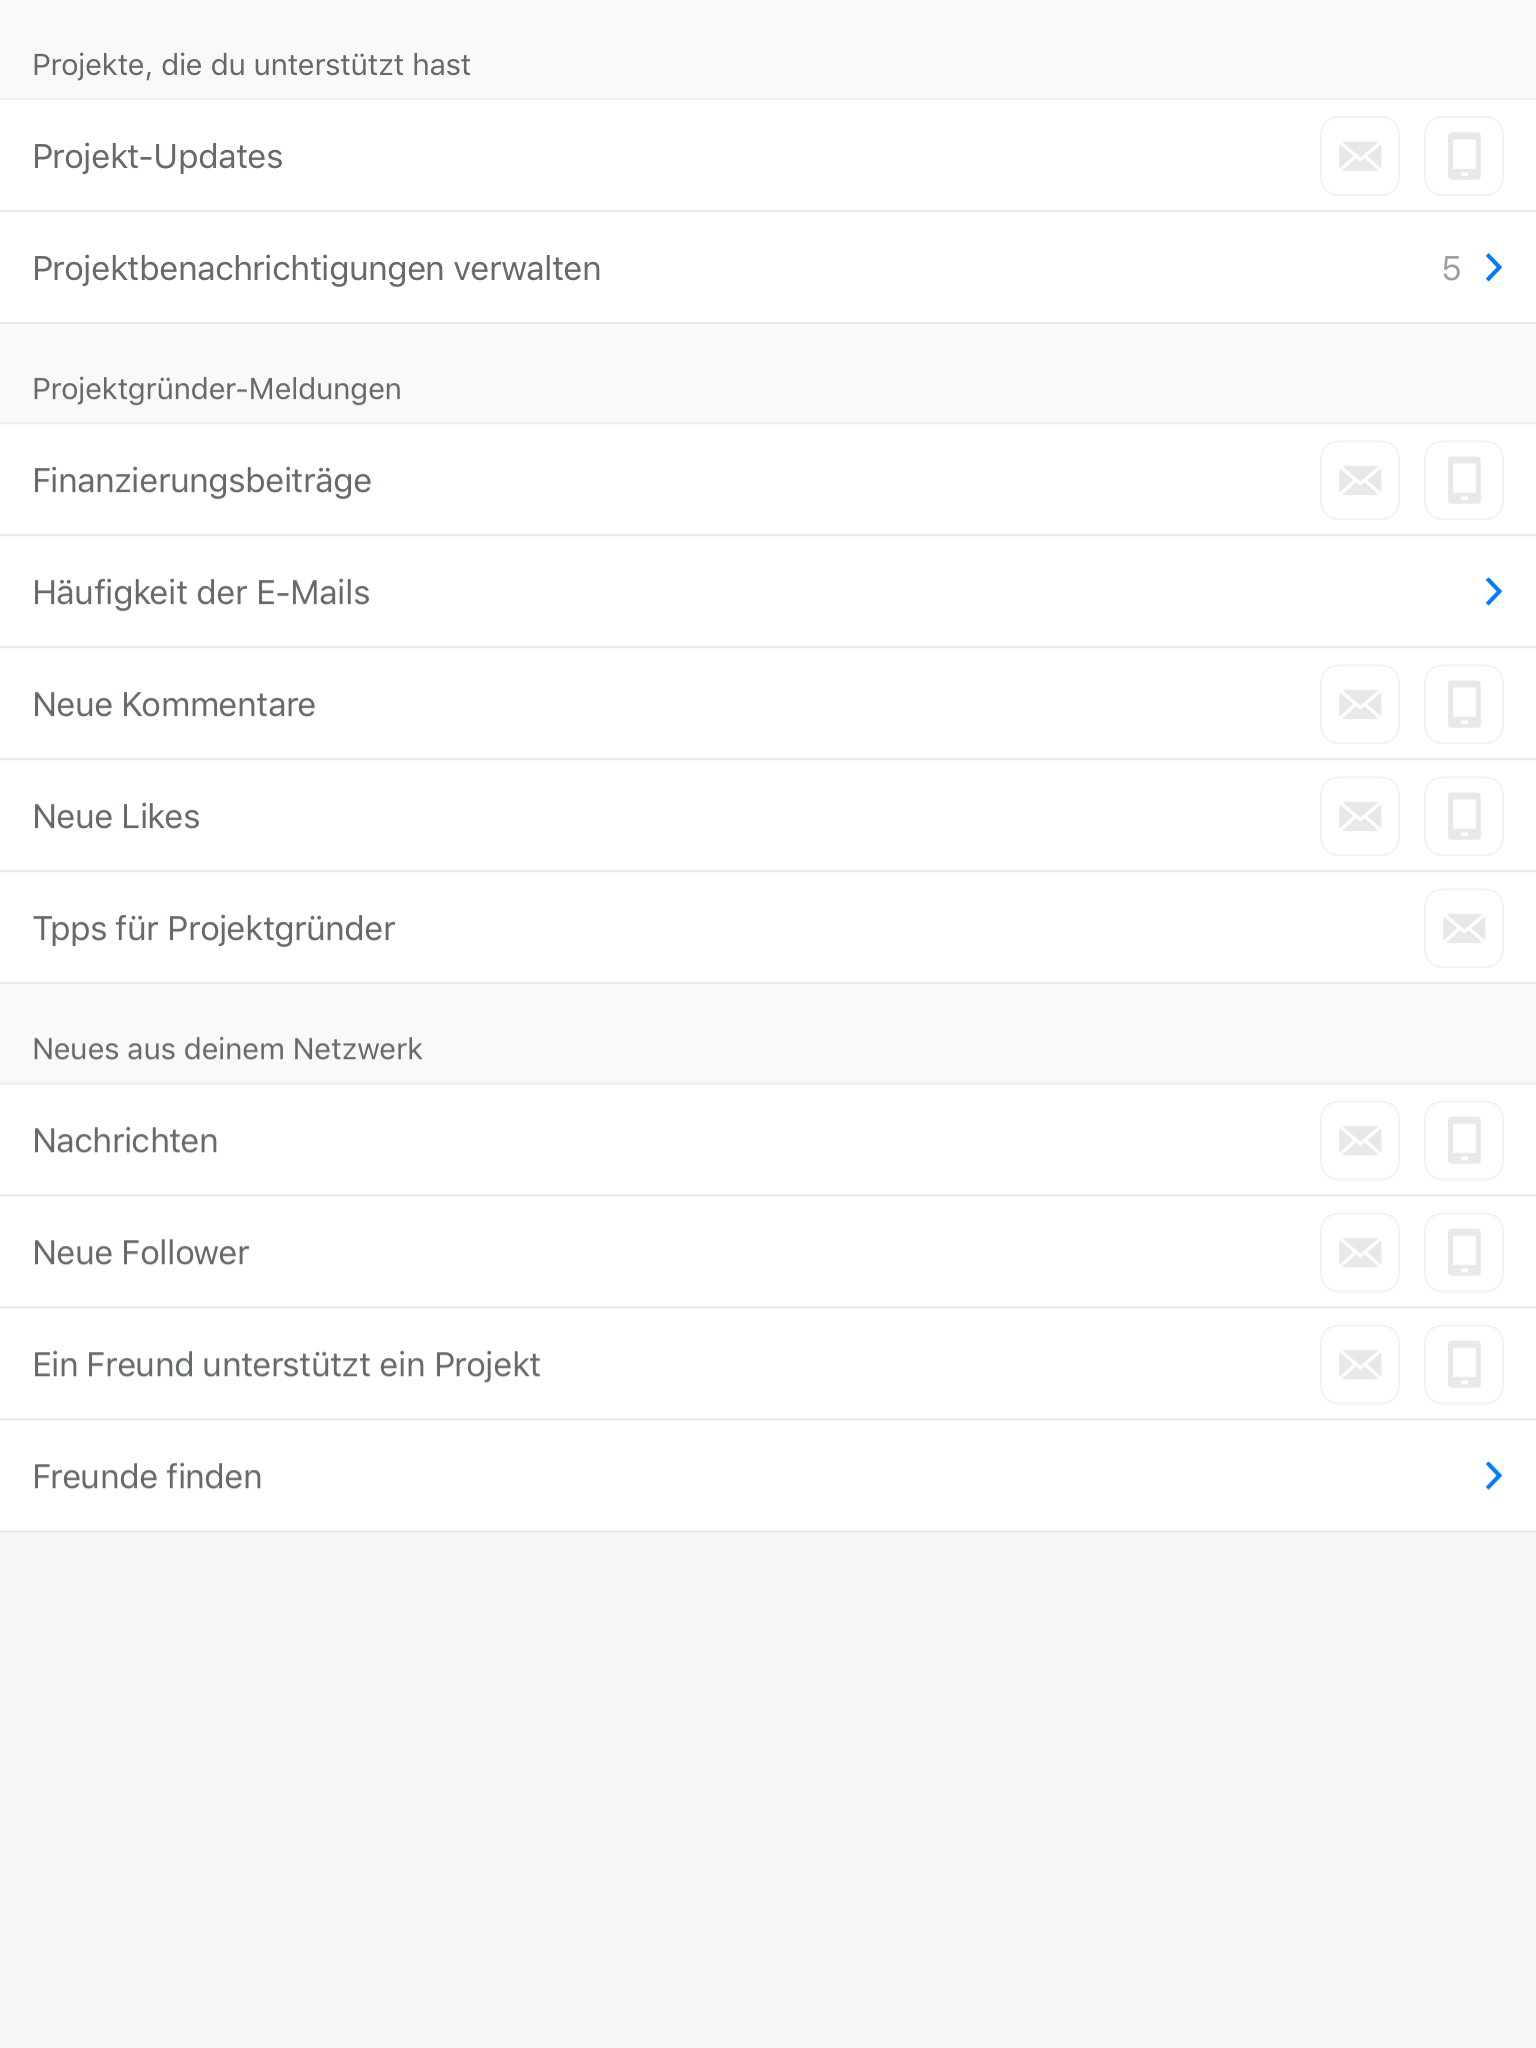 Projekte, die du unterstützt hast
Projekt-Updates
Projektbenachrichtigungen verwalten 5
Projektgründer-Meldungen
Finanzierungsbeiträge
Häufigkeit der E-Mails
Neue Kommentare
Neue Likes
Tpps für Projektgründer
Neues aus deinem Netzwerk
Nachrichten
Neue Follower
Ein Freund unterstützt ein Projekt
Freunde finden